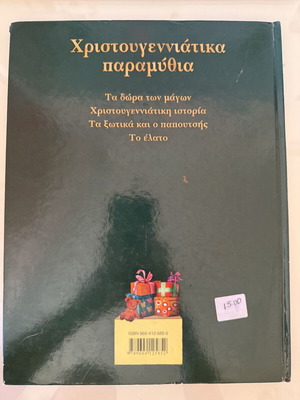 Χριστουγεννιάτικα
παραμύθια
Τα δώρα των μάγων
Χριστουγεννιάτικη ιστορία
Τα ξωτικά και ο παπουτσής
Το έλατο
15.00